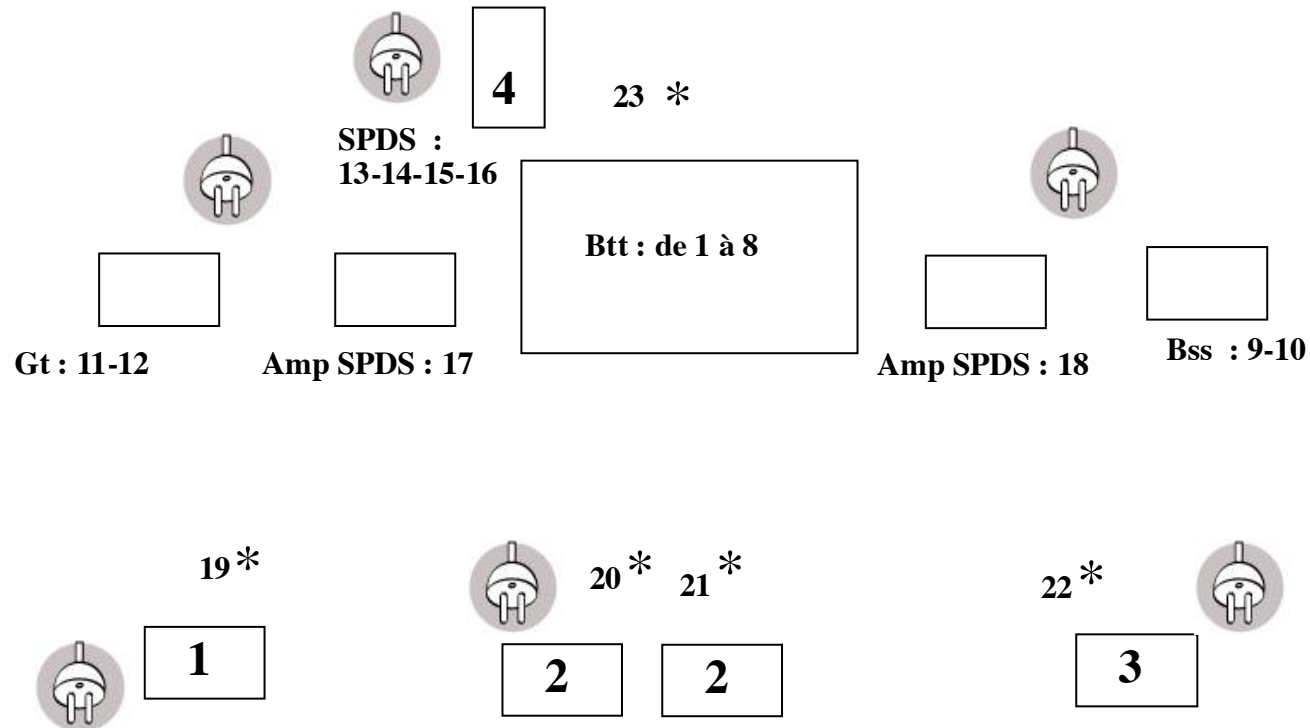 4
23 *
SPDS :
13-14-15-16
Btt : de 1 à 8
Gt : 11-12
Amp SPDS : 17
Amp SPDS : 18
Bss : 9-10
19 *
20 *
21 *
22 *
1
2
2
3